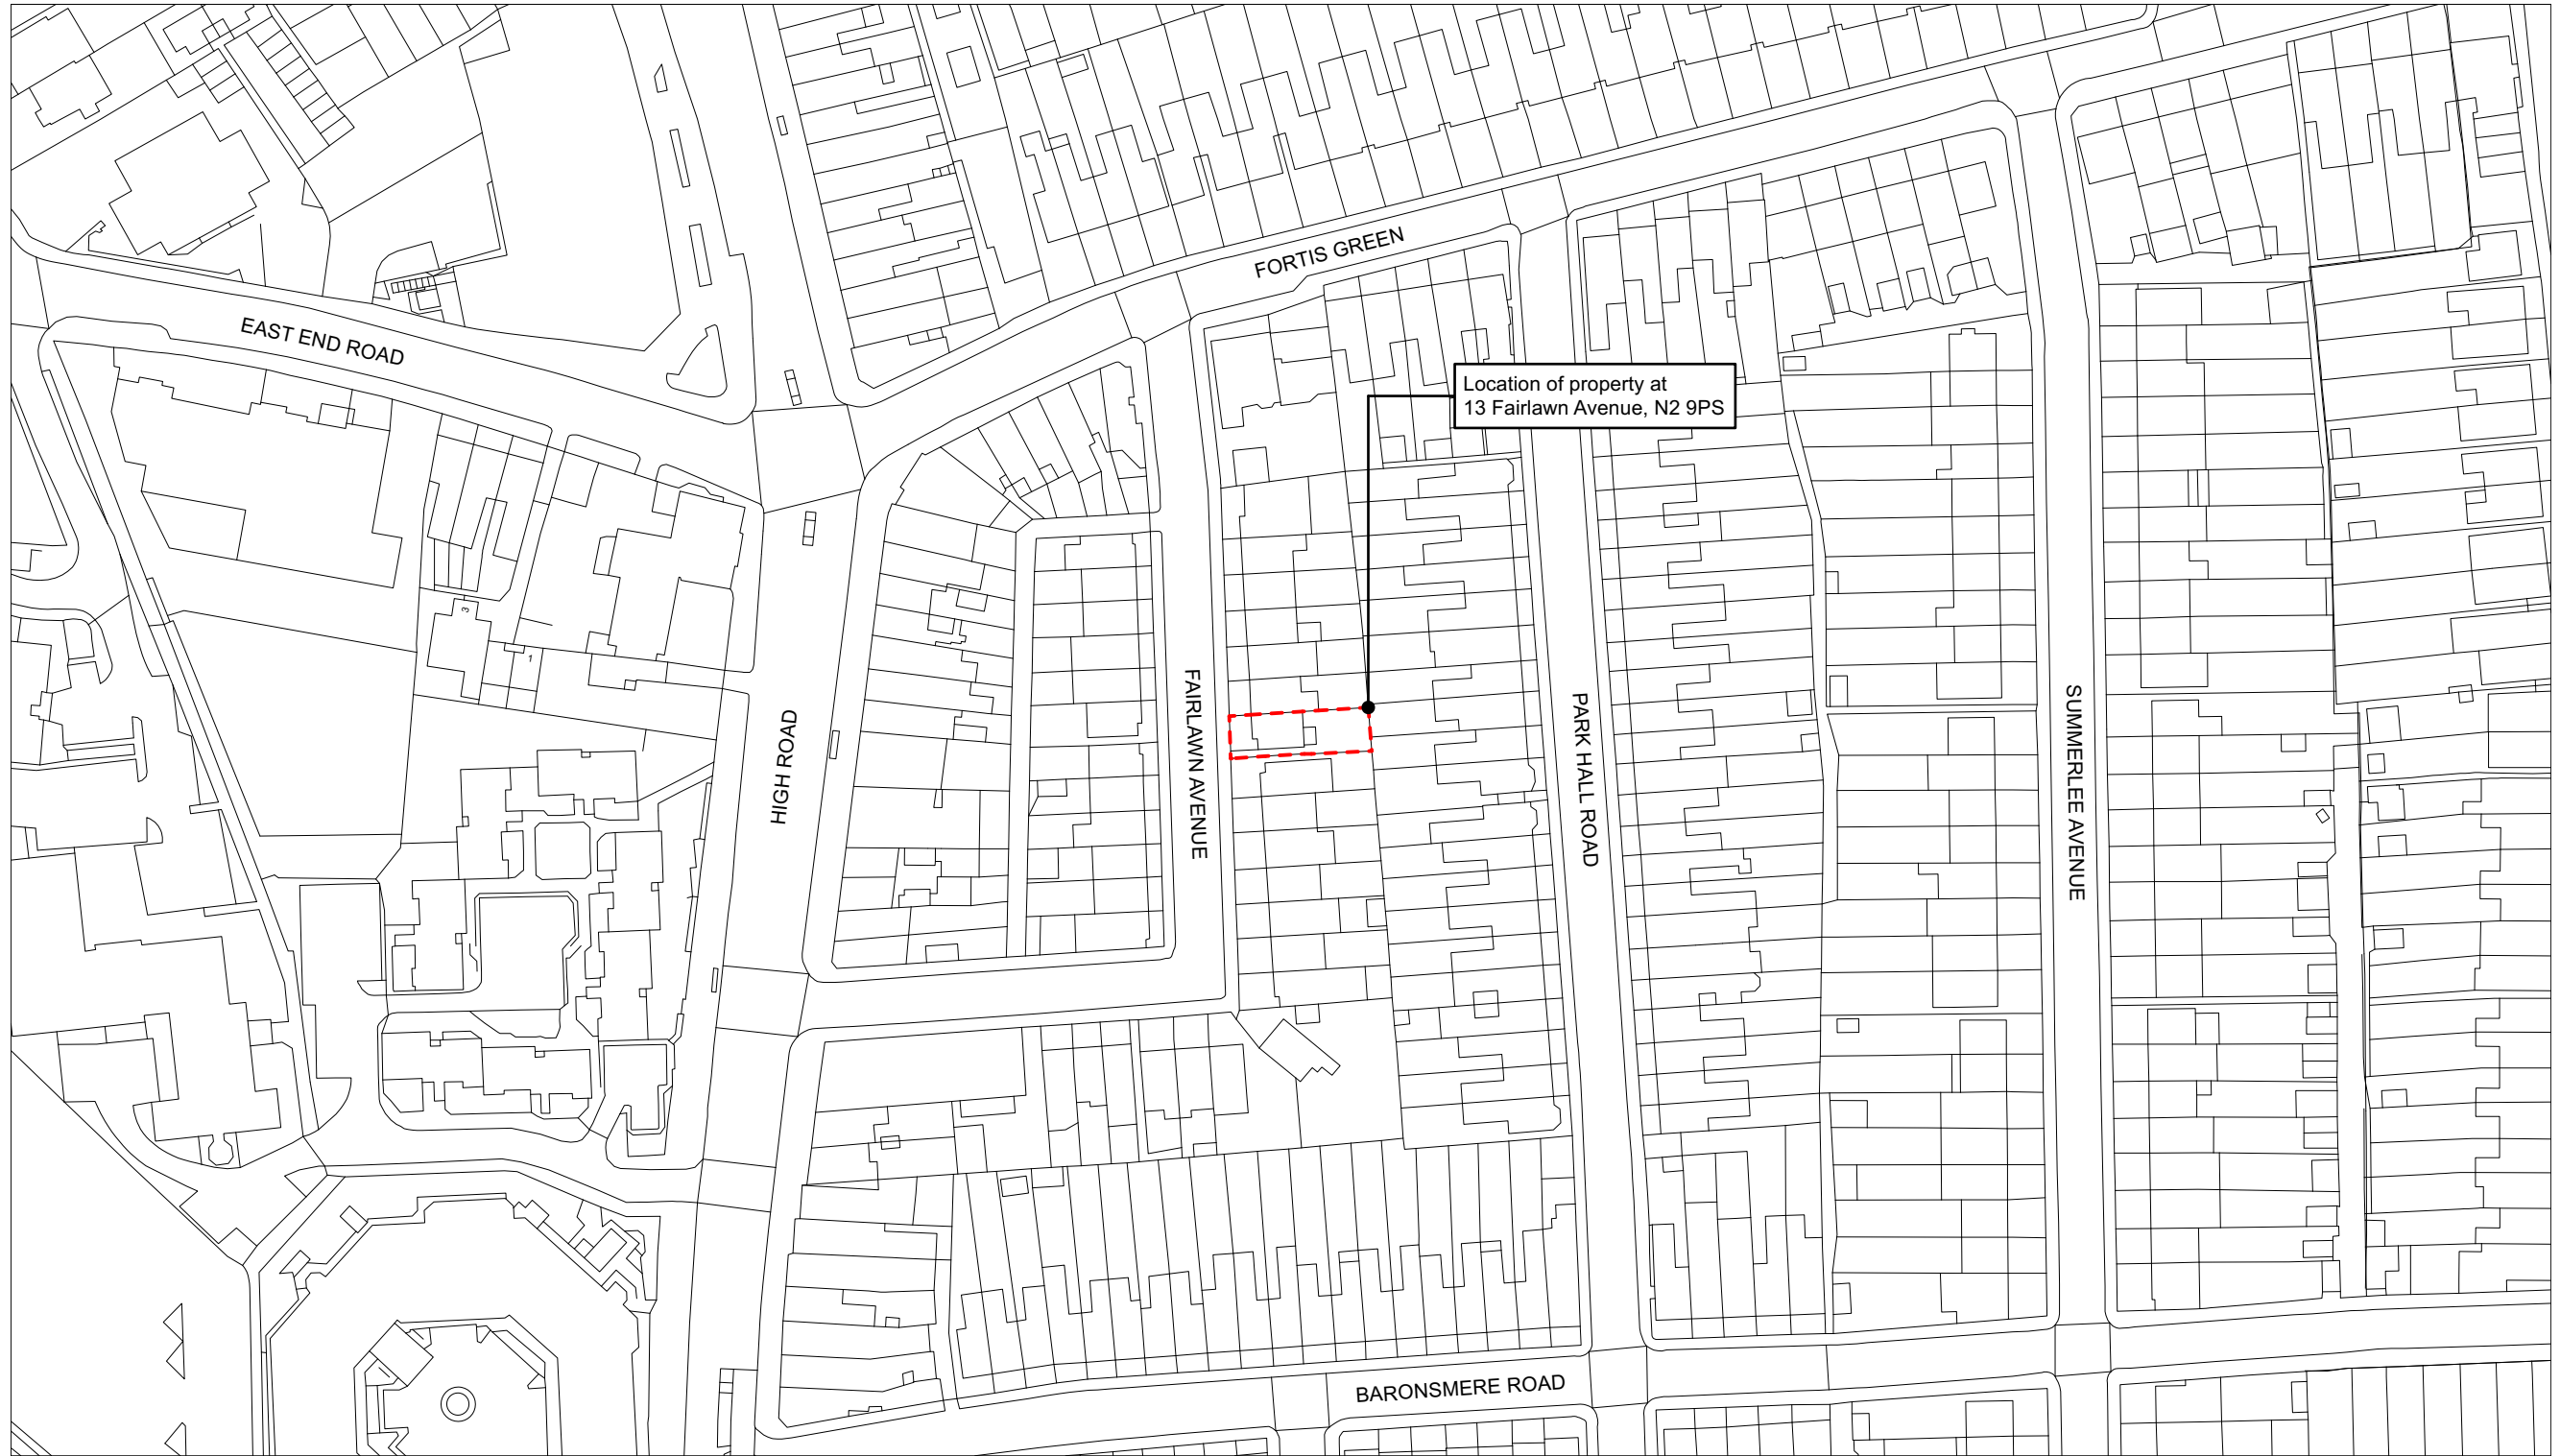 FORTIS GREEN
EAST END ROAD
Location of property at
13 Fairlawn Avenue, N2 9PS
3
1
FAIRLAWN AVENUE
HIGH ROAD
PARK HALL ROAD
SUMMERLEE AVENUE
BARONSMERE ROAD